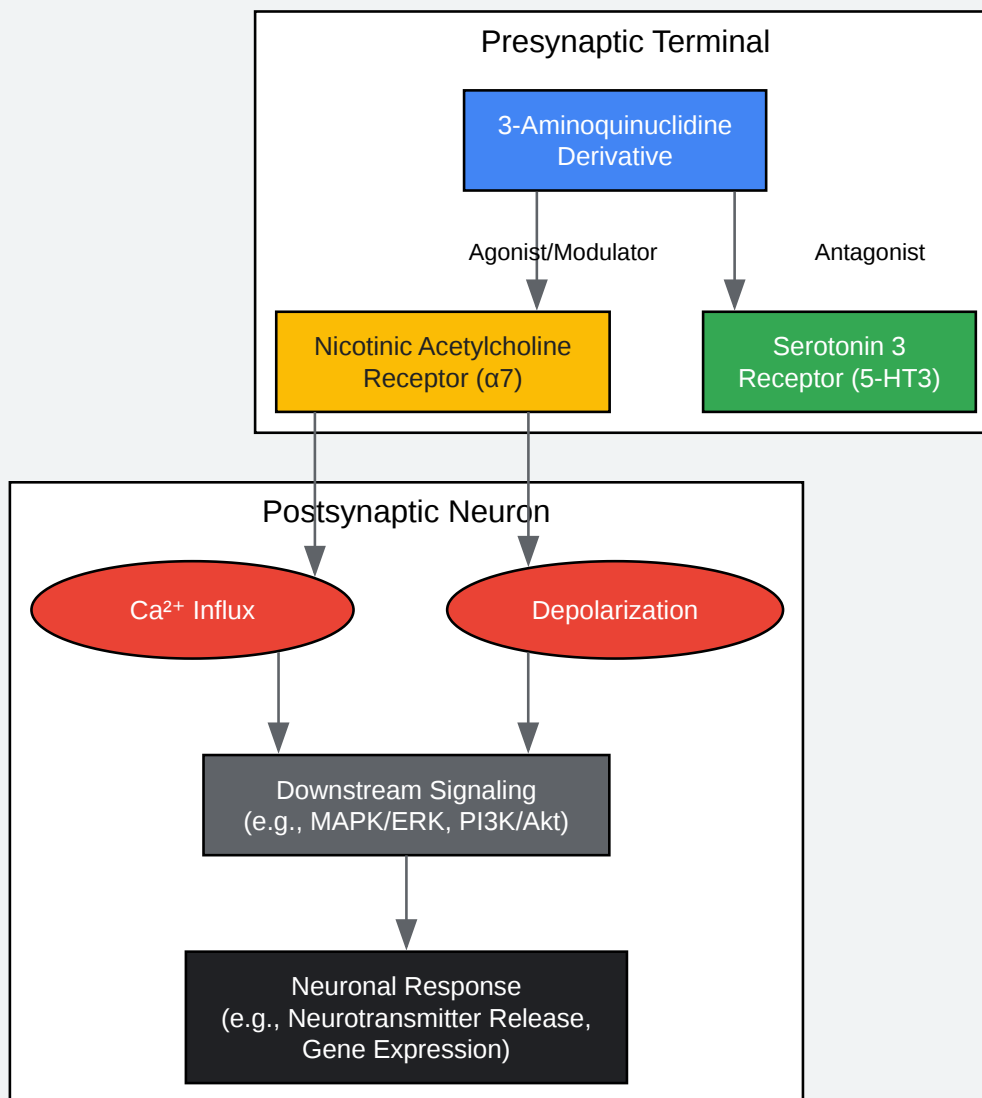 Presynaptic Terminal
3-Aminoquinuclidine
Derivative
Agonist/Modulator
Antagonist
Nicotinic Acetylcholine
Receptor (α7)
Serotonin 3
Receptor (5-HT3)
Postsynaptic Neuron
Ca²⁺ Influx
Depolarization
Downstream Signaling
(e.g., MAPK/ERK, PI3K/Akt)
Neuronal Response
(e.g., Neurotransmitter Release,
Gene Expression)